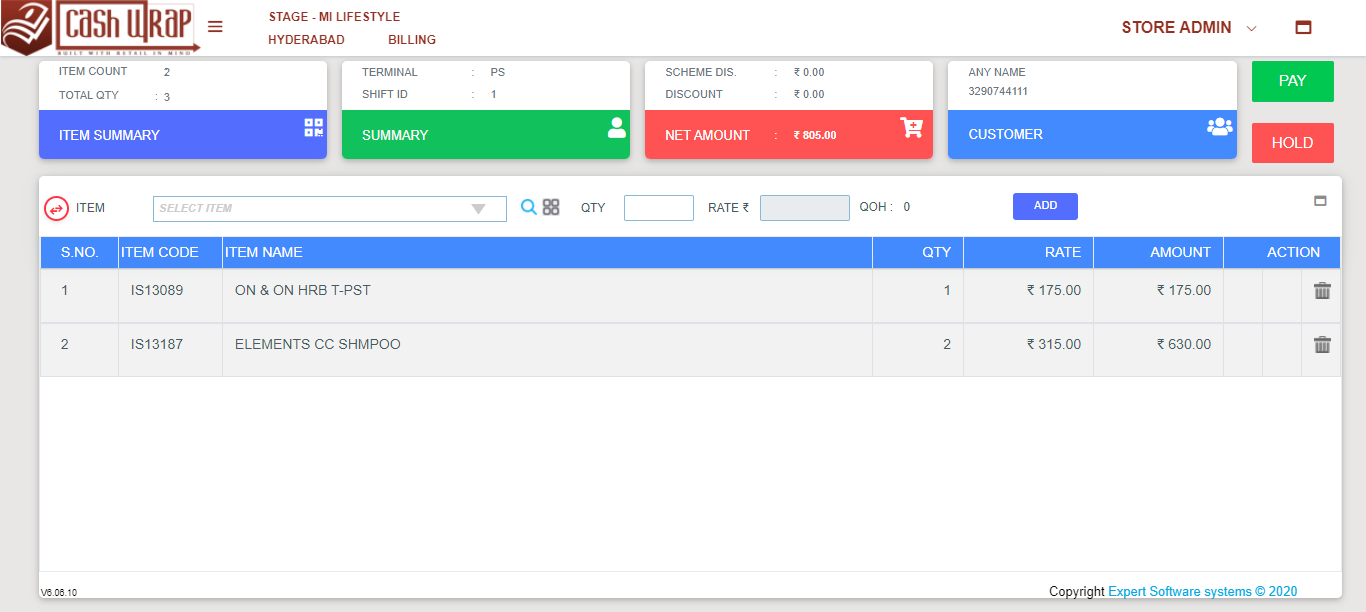 CASH WRAP
BUILT WITH RETAIL IN MIND
STAGE - MI LIFESTYLE
HYDERABAD BILLING
STORE ADMIN
ITEM COUNT 2
TOTAL QTY : 3
ITEM SUMMARY
TERMINAL : PS
SHIFT ID : 1
SUMMARY
SCHEME DIS. : ₹ 0.00
DISCOUNT : ₹ 0.00
NET AMOUNT : ₹ 805.00
ANY NAME
3290744111
CUSTOMER
PAY
HOLD
ITEM SELECT ITEM QTY RATE ₹ QOH : 0 ADD
S.NO. ITEM CODE ITEM NAME QTY RATE AMOUNT ACTION
1 IS13089 ON & ON HRB T-PST 1 ₹ 175.00 ₹ 175.00
2 IS13187 ELEMENTS CC SHMPOO 2 ₹ 315.00 ₹ 630.00
V6.06.10
Copyright Expert Software systems © 2020